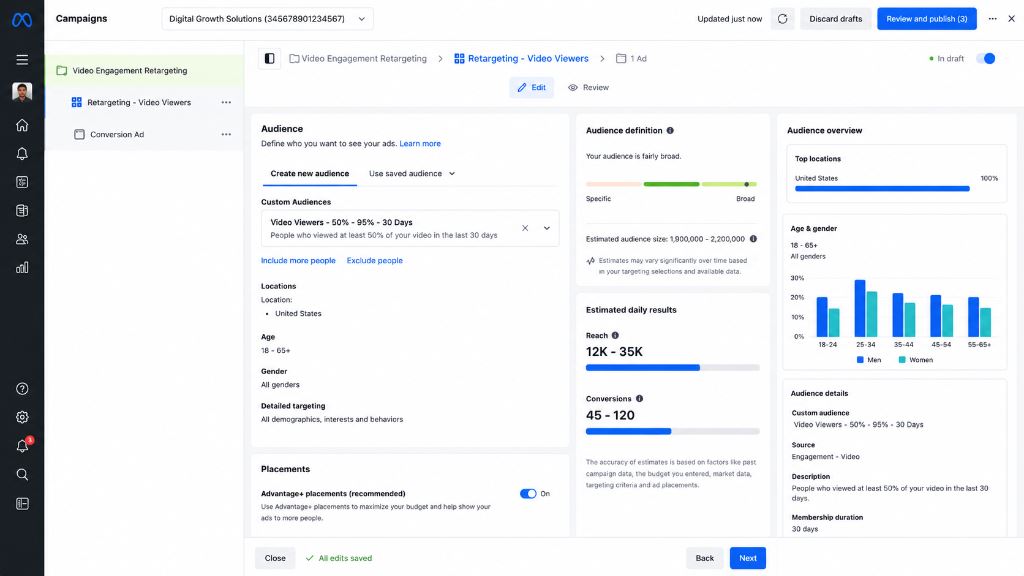 Campaigns
Digital Growth Solutions (345678901234567)
Updated just now
Discard drafts
Review and publish (3)
Video Engagement Retargeting
Retargeting - Video Viewers
Conversion Ad
3
Video Engagement Retargeting
Retargeting - Video Viewers
1 Ad
In draft
Edit
Review
Audience
Define who you want to see your ads. Learn more
Create new audience
Use saved audience
Custom Audiences
Video Viewers - 50% - 95% - 30 Days
People who viewed at least 50% of your video in the last 30 days
Include more people
Exclude people
Locations
Location:
• United States
Age
18 - 65+
Gender
All genders
Detailed targeting
All demographics, interests and behaviors
Placements
Advantage+ placements (recommended)
On
Use Advantage+ placements to maximize your budget and help show your
ads to more people.
Audience definition
Your audience is fairly broad.
Specific
Broad
Estimated audience size: 1,900,000 - 2,200,000
Estimates may vary significantly over time based
in your targeting selections and available data.
Estimated daily results
Reach
12K - 35K
Conversions
45 - 120
The accuracy of estimates is based on factors like past
campaign data, the budget you entered, market data,
targeting criteria and ad placements.
Audience overview
Top locations
United States
100%
Age & gender
18 - 65+
All genders
30%
20%
10%
0%
18-24
25-34
35-44
45-54
55-65+
Men
Women
Audience details
Custom audience
Video Viewers - 50% - 95% - 30 Days
Source
Engagement - Video
Description
People who viewed at least 50% of your video in the last 30
days.
Membership duration
30 days
Close
All edits saved
Back
Next